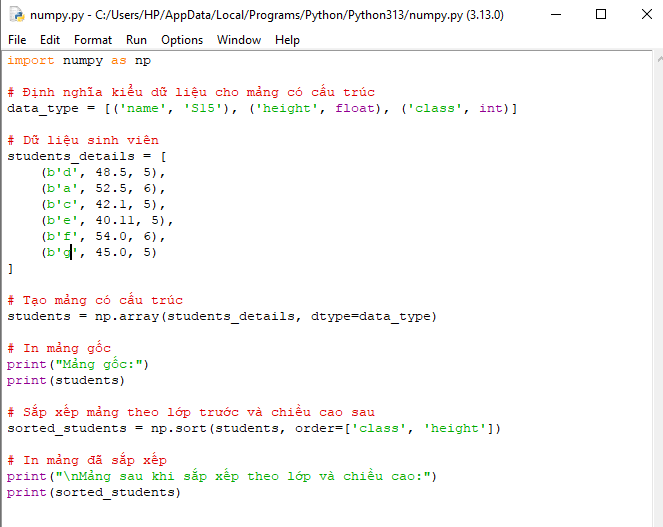 numpy.py - C:/Users/HP/AppData/Local/Programs/Python/Python313/numpy.py (3.13.0)
File Edit Format Run Options Window Help
import numpy as np
# Định nghĩa kiểu dữ liệu cho mảng có cấu trúc
data_type = [('name', 'S15'), ('height', float), ('class', int)]
# Dữ liệu sinh viên
students_details = [
    (b'd', 48.5, 5),
    (b'a', 52.5, 6),
    (b'c', 42.1, 5),
    (b'e', 40.11, 5),
    (b'f', 54.0, 6),
    (b'g', 45.0, 5)
]
# Tạo mảng có cấu trúc
students = np.array(students_details, dtype=data_type)
# In mảng gốc
print("Mảng gốc:")
print(students)
# Sắp xếp mảng theo lớp trước và chiều cao sau
sorted_students = np.sort(students, order=['class', 'height'])
# In mảng đã sắp xếp
print("\nMảng sau khi sắp xếp theo lớp và chiều cao:")
print(sorted_students)